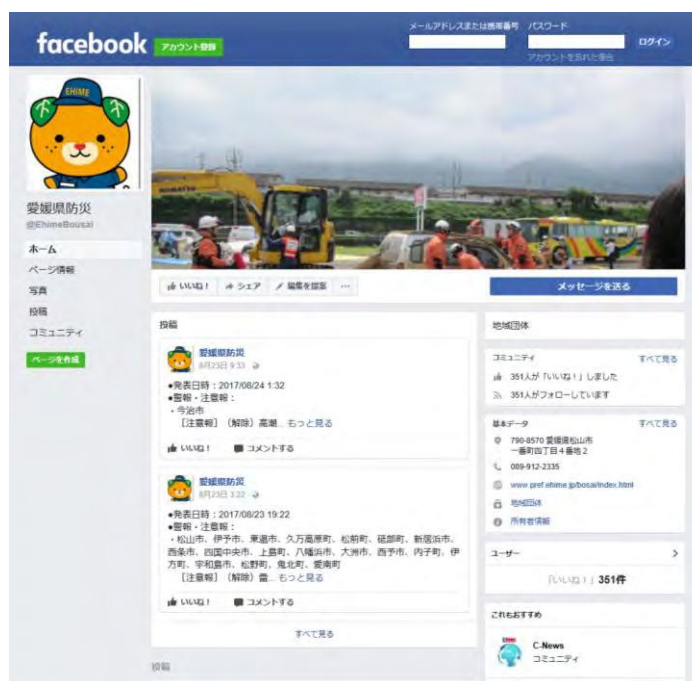 facebook
アカウント登録
メールアドレスまたは携帯番号
パスワード
ログイン
アカウントを忘れた場合
EHIME
愛媛県防災
@EhimeBousai
ホーム
ページ情報
写真
投稿
コミュニティ
ページを作成
KOMATSU
いいね！
シェア
編集を提案
メッセージを送る
投稿
愛媛県防災
8月23日 9:33
●発表日時：2017/08/24 1:32
●警報・注意報：
・今治市
［注意報］（解除）高潮... もっと見る
いいね！
コメントする
愛媛県防災
8月23日 3:22
●発表日時：2017/08/23 19:22
●警報・注意報：
・松山市、伊予市、東温市、久万高原町、松前町、砥部町、新居浜市、
西条市、四国中央市、上島町、八幡浜市、大洲市、西予市、内子町、伊
方町、宇和島市、松野町、鬼北町、愛南町
［注意報］（解除）雷... もっと見る
いいね！
コメントする
すべて見る
投稿
地域団体
コミュニティ
すべて見る
351人が「いいね！」しました
351人がフォローしています
基本データ
すべて見る
790-8570 愛媛県松山市
一番町四丁目４番地２
089-912-2335
www.pref.ehime.jp/bosai/index.html
地域団体
所有者情報
ユーザー
「いいね！」351件
これもおすすめ
C-News
コミュニティ